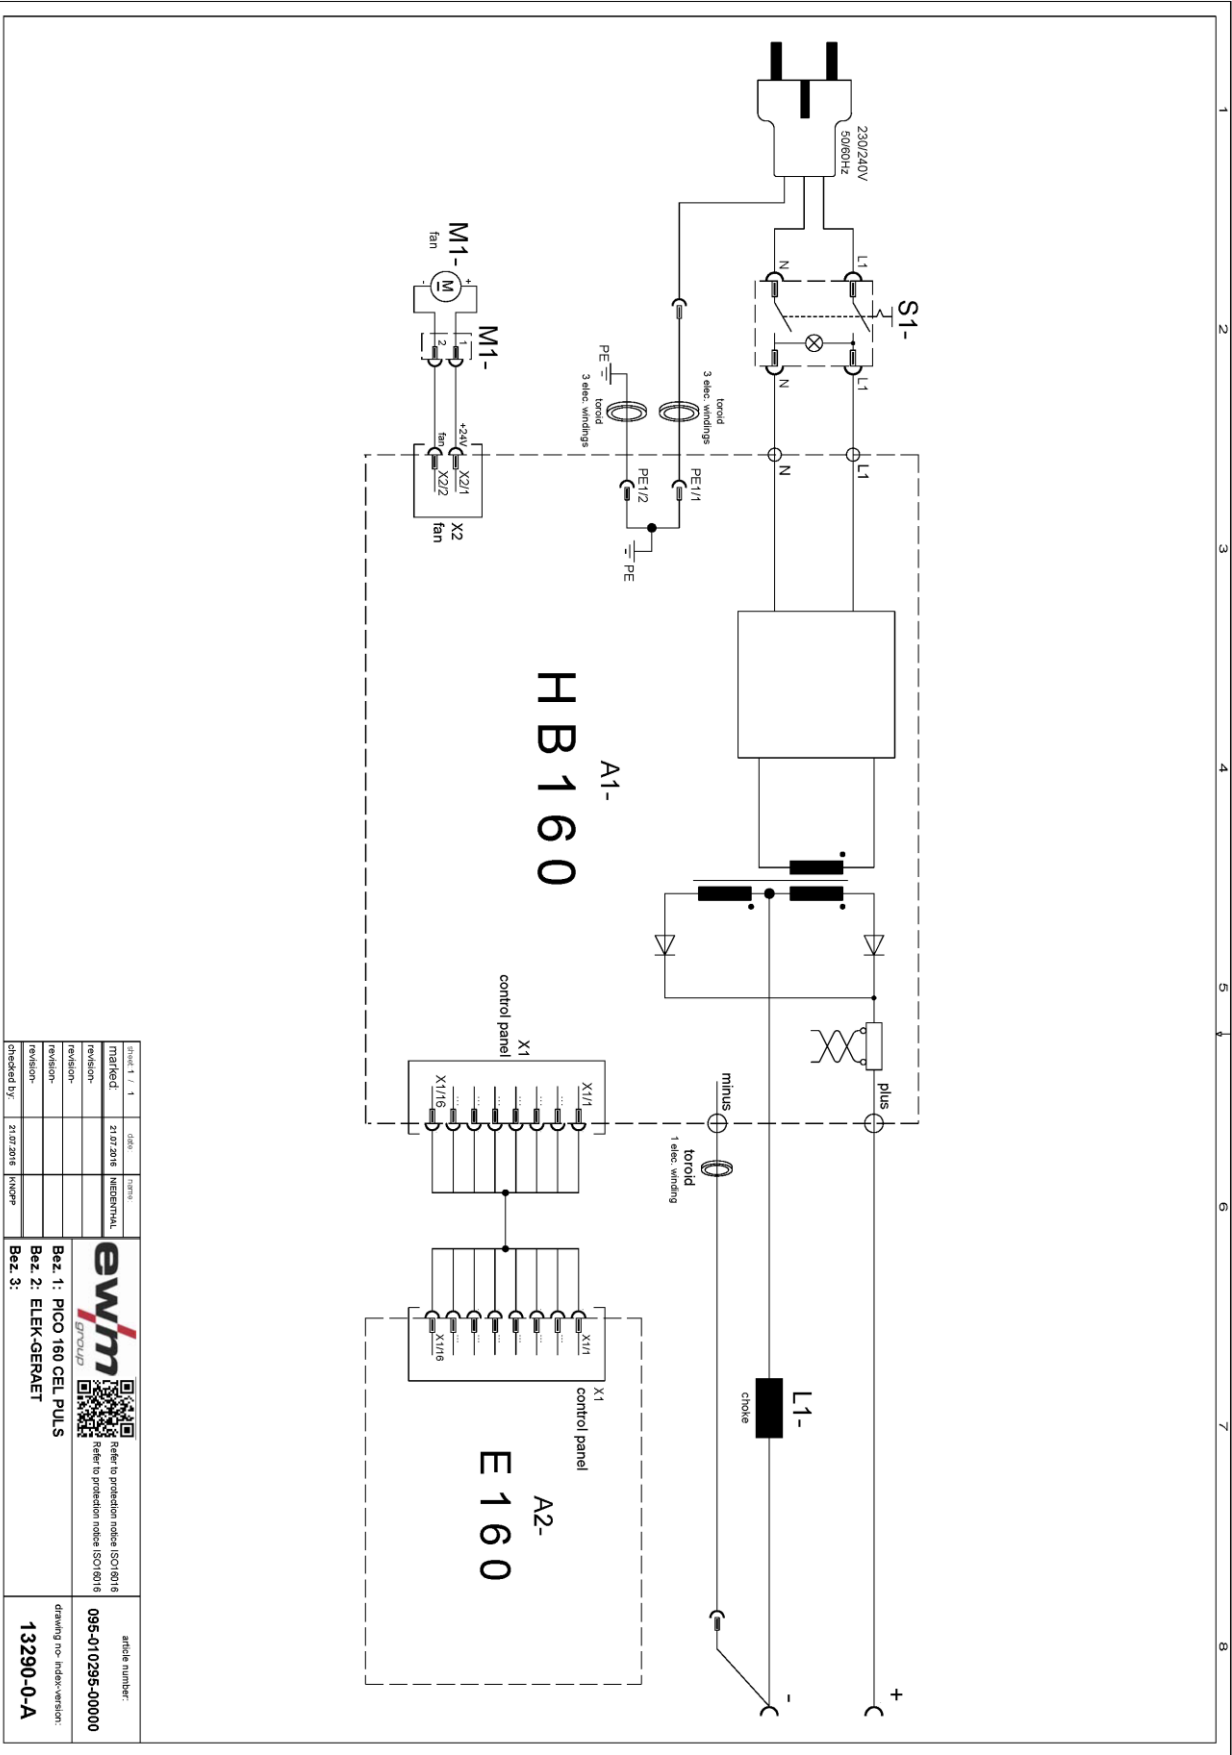 1
2
3
4
5
6
7
8
230/240V
50/60Hz
S1-
L1
N
L1
N
L1
N
toroid
3 elec. windings
PE
toroid
3 elec. windings
PE1/1
PE1/2
PE
M1-
fan
M
+
-
M1-
1
2
+24V
fan
X2/1
X2/2
X2
fan
A1-
HB160
plus
minus
toroid
1 elec. winding
X1
control panel
X1/1
...
...
X1/16
X1/1
...
...
X1/16
X1
control panel
A2-
E160
L1-
choke
+
-
sheet: 1 / 1
date:
name:
marked:
21.07.2016
NIEDENTHAL
revision-
revision-
revision-
revision-
checked by:
21.07.2016
KNOPP
ewm
group
Refer to protection notice ISO16016
Refer to protection notice ISO16016
Bez. 1: PICO 160 CEL PULS
Bez. 2: ELEK-GERAET
Bez. 3:
article number:
095-010295-00000
drawing no- index-version:
13290-0-A